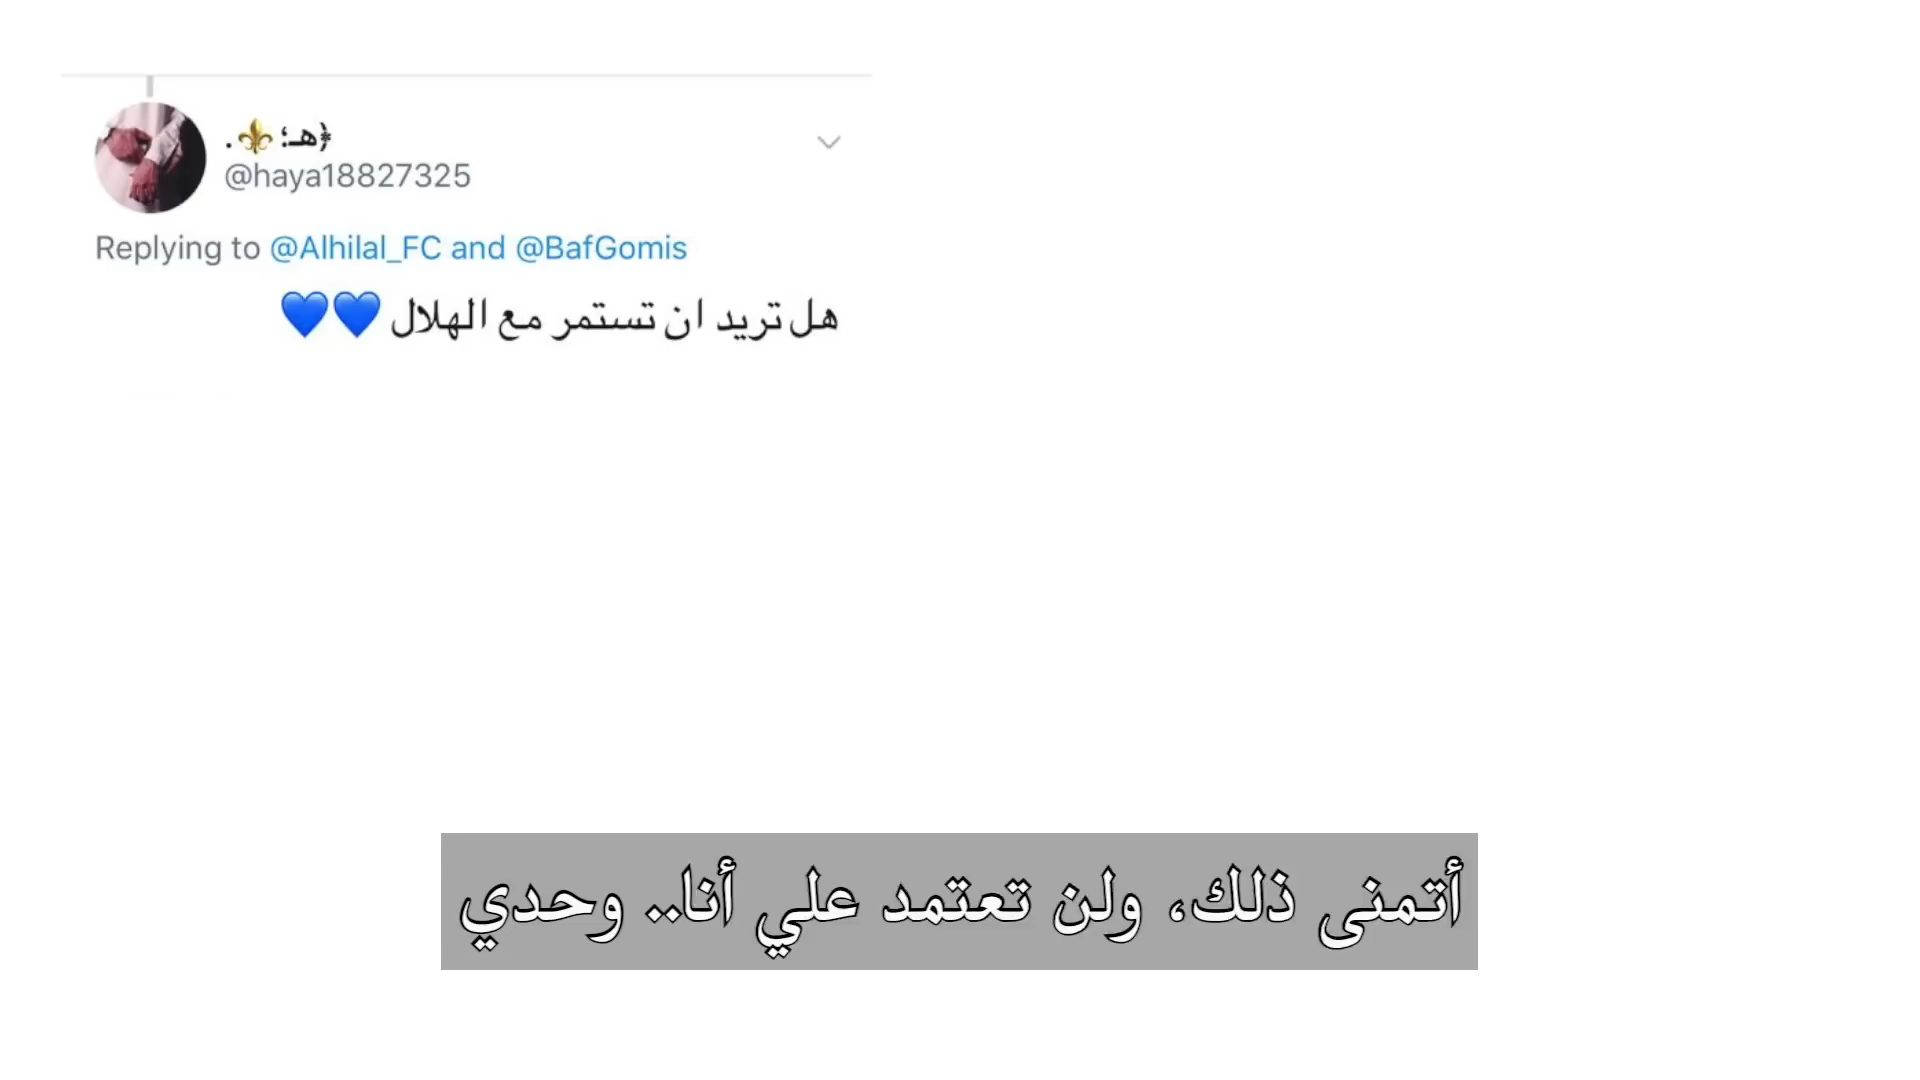 ﴿هـ؛ ⚜️.
@haya18827325
Replying to @Alhilal_FC and @BafGomis
هل تريد ان تستمر مع الهلال 💙💙
أتمنى ذلك، ولن تعتمد علي أنا.. وحدي